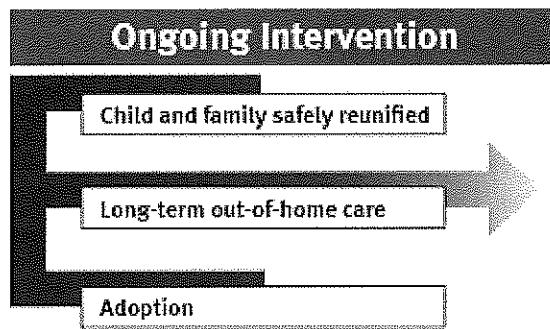 Ongoing Intervention
Child and family safely reunified
Long-term out-of-home care
Adoption